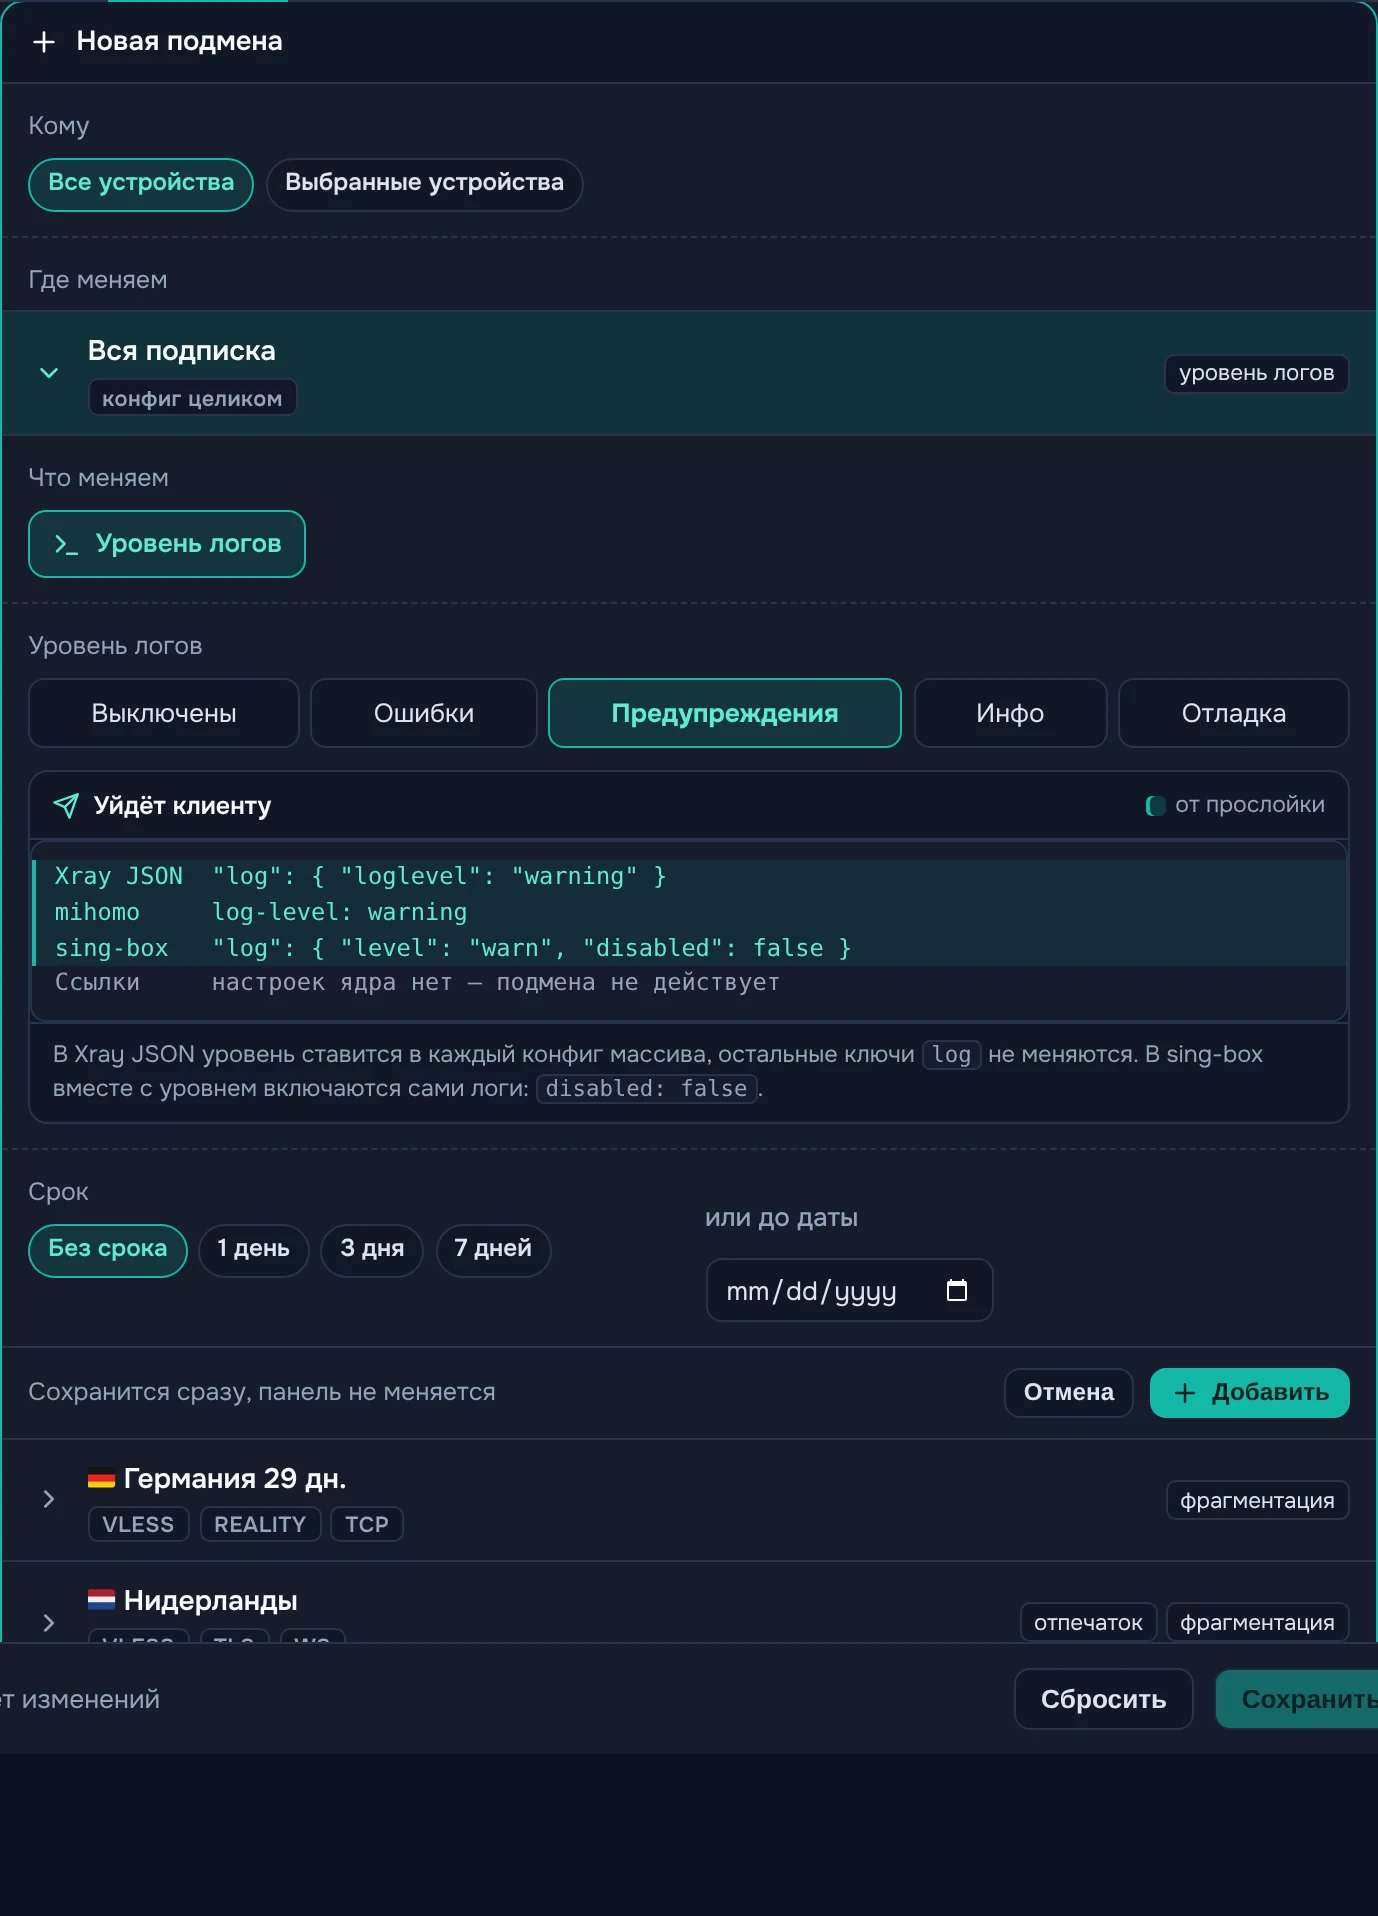 Новая подмена
Кому
Все устройства
Выбранные устройства
Где меняем
Вся подписка
конфиг целиком
уровень логов
Что меняем
Уровень логов
Уровень логов
Выключены
Ошибки
Предупреждения
Инфо
Отладка
Уйдёт клиенту
от прослойки
Xray JSON "log": { "loglevel": "warning" }
mihomo log-level: warning
sing-box "log": { "level": "warn", "disabled": false }
Ссылки настроек ядра нет — подмена не действует
В Xray JSON уровень ставится в каждый конфиг массива, остальные ключи log не меняются. В sing-box
вместе с уровнем включаются сами логи: disabled: false.
Срок
Без срока
1 день
3 дня
7 дней
или до даты
mm/dd/yyyy
Сохранится сразу, панель не меняется
Отмена
Добавить
Германия 29 дн.
VLESS
REALITY
TCP
фрагментация
Нидерланды
VLESS
TLS
WS
отпечаток
фрагментация
изменений
Сбросить
Сохранить